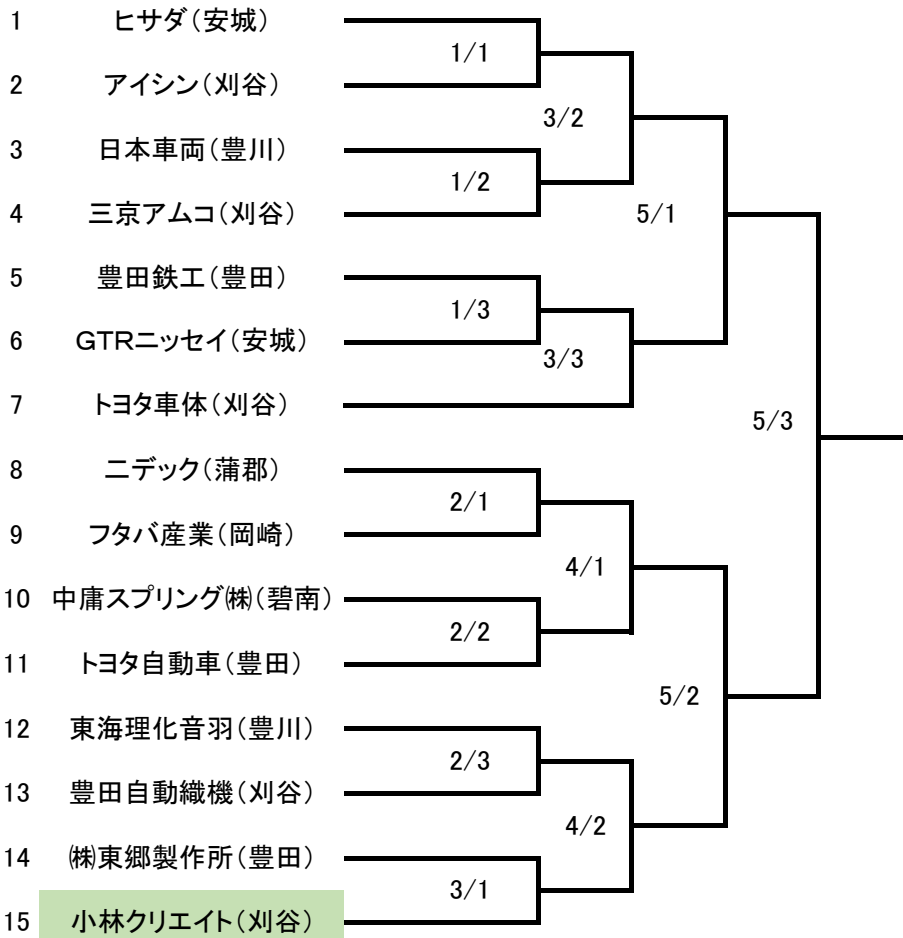 1 ヒサダ(安城)
1/1
2 アイシン(刈谷)
3/2
3 日本車両(豊川)
1/2
4 三京アムコ(刈谷)
5/1
5 豊田鉄工(豊田)
1/3
6 GTRニッセイ(安城)
3/3
7 トヨタ車体(刈谷)
5/3
8 ニデック(蒲郡)
2/1
9 フタバ産業(岡崎)
4/1
10 中庸スプリング㈱(碧南)
2/2
11 トヨタ自動車(豊田)
5/2
12 東海理化音羽(豊川)
2/3
13 豊田自動織機(刈谷)
4/2
14 ㈱東郷製作所(豊田)
3/1
15 小林クリエイト(刈谷)